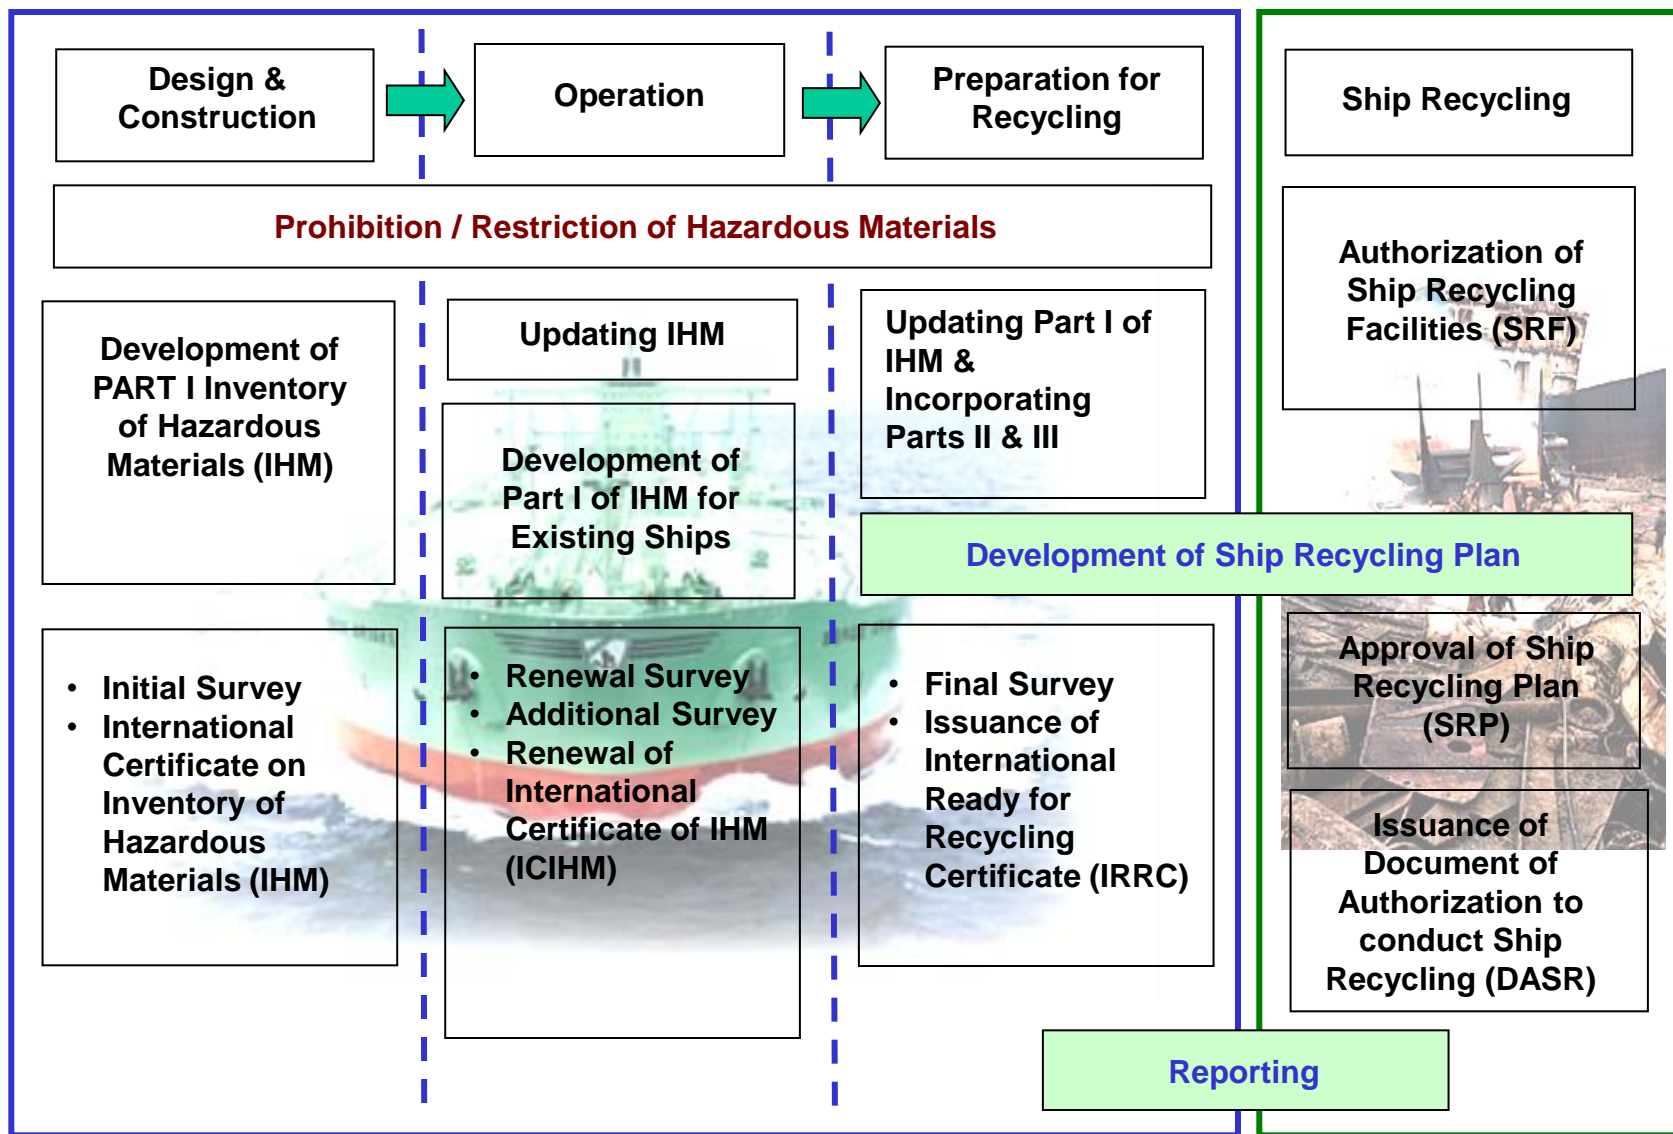 Design &
Construction
Operation
Preparation for
Recycling
Ship Recycling
Prohibition / Restriction of Hazardous Materials
Development of
PART I Inventory
of Hazardous
Materials (IHM)
Updating IHM
Development of
Part I of IHM for
Existing Ships
Updating Part I of
IHM &
Incorporating
Parts II & III
Authorization of
Ship Recycling
Facilities (SRF)
Development of Ship Recycling Plan
• Initial Survey
• International
Certificate on
Inventory of
Hazardous
Materials (IHM)
• Renewal Survey
• Additional Survey
• Renewal of
International
Certificate of IHM
(ICIHM)
• Final Survey
• Issuance of
International
Ready for
Recycling
Certificate (IRRC)
Approval of Ship
Recycling Plan
(SRP)
Issuance of
Document of
Authorization to
conduct Ship
Recycling (DASR)
Reporting